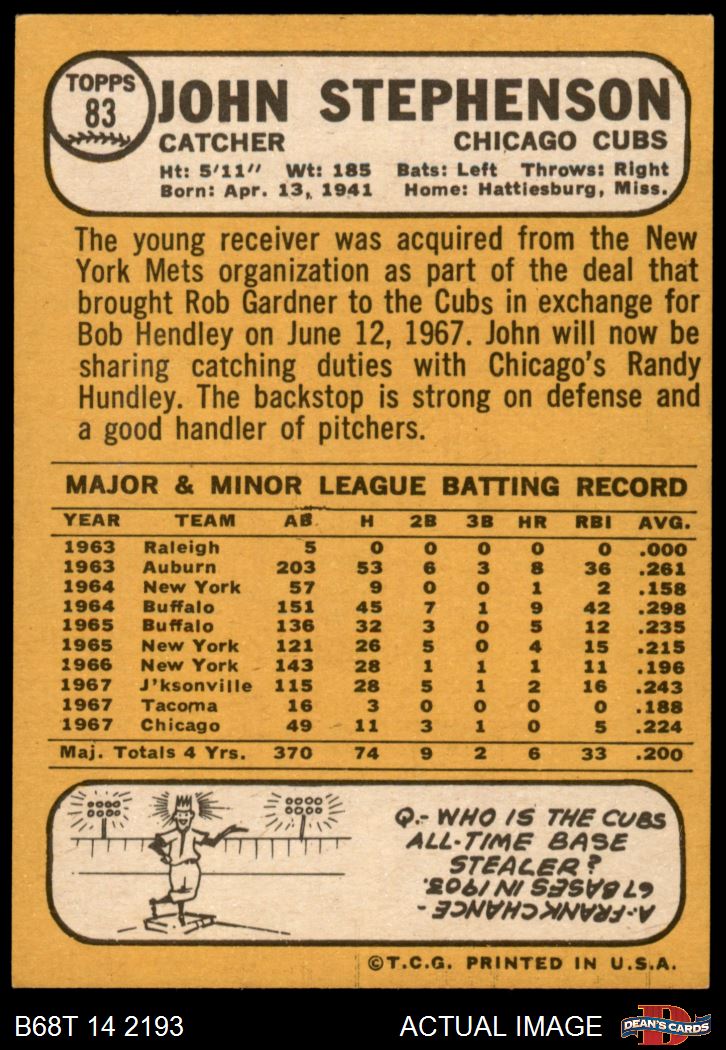 TOPPS
83
JOHN STEPHENSON
CATCHER CHICAGO CUBS
Ht: 5'11" Wt: 185 Bats: Left Throws: Right
Born: Apr. 13, 1941 Home: Hattiesburg, Miss.
The young receiver was acquired from the New
York Mets organization as part of the deal that
brought Rob Gardner to the Cubs in exchange for
Bob Hendley on June 12, 1967. John will now be
sharing catching duties with Chicago's Randy
Hundley. The backstop is strong on defense and
a good handler of pitchers.
MAJOR & MINOR LEAGUE BATTING RECORD
YEAR TEAM AB H 2B 3B HR RBI AVG.
1963 Raleigh 5 0 0 0 0 0 .000
1963 Auburn 203 53 6 3 8 36 .261
1964 New York 57 9 0 0 1 2 .158
1964 Buffalo 151 45 7 1 9 42 .298
1965 Buffalo 136 32 3 0 5 12 .235
1965 New York 121 26 5 0 4 15 .215
1966 New York 143 28 1 1 1 11 .196
1967 J'ksonville 115 28 5 1 2 16 .243
1967 Tacoma 16 3 0 0 0 0 .188
1967 Chicago 49 11 3 1 0 5 .224
Maj. Totals 4 Yrs. 370 74 9 2 6 33 .200
Q.- WHO IS THE CUBS
ALL-TIME BASE
STEALER?
A.- FRANK CHANCE -
67 BASES IN 1903.
©T.C.G. PRINTED IN U.S.A.
B68T 14 2193 ACTUAL IMAGE
D
DEAN'S CARDS